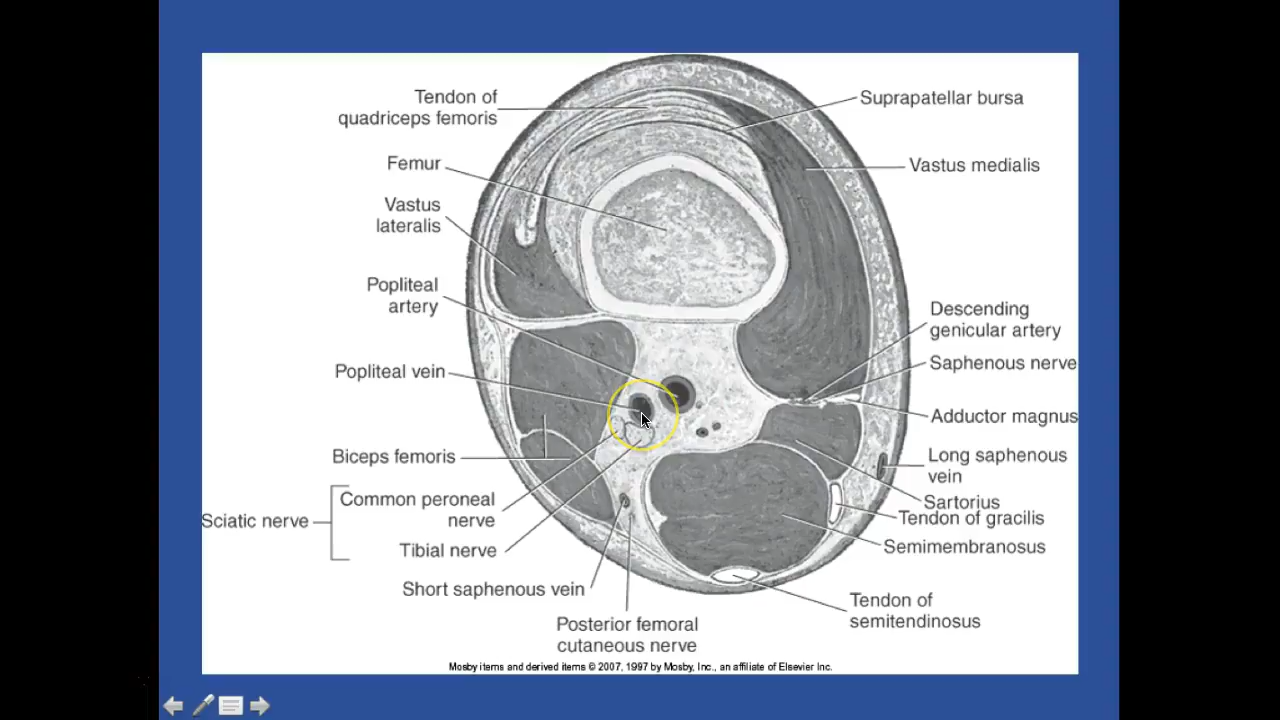 Tendon of
quadriceps femoris
Femur
Vastus
lateralis
Popliteal
artery
Popliteal vein
Biceps femoris
Sciatic nerve
Common peroneal
nerve
Tibial nerve
Short saphenous vein
Posterior femoral
cutaneous nerve
Suprapatellar bursa
Vastus medialis
Descending
genicular artery
Saphenous nerve
Adductor magnus
Long saphenous
vein
Sartorius
Tendon of gracilis
Semimembranosus
Tendon of
semitendinosus
Mosby items and derived items © 2007, 1997 by Mosby, Inc., an affiliate of Elsevier Inc.